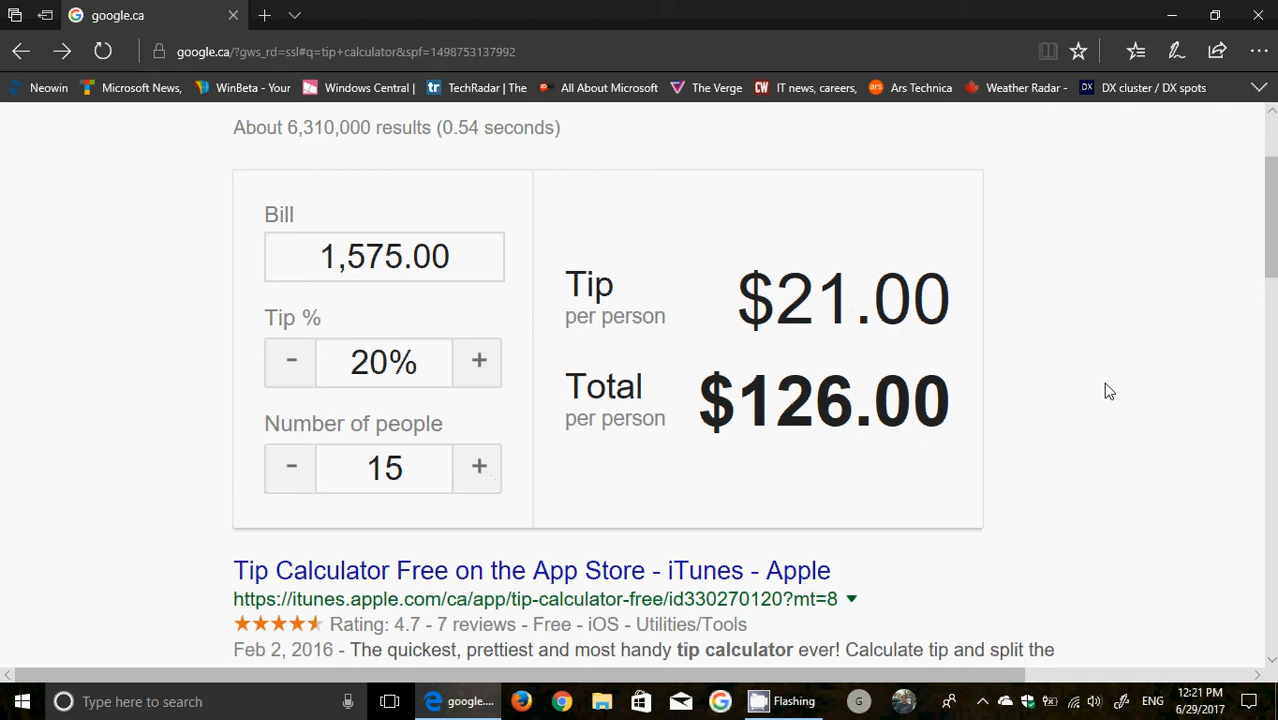 google.ca
google.ca/?gws_rd=ssl#q=tip+calculator&spf=1498753137992
Neowin Microsoft News, WinBeta - Your Windows Central | tr TechRadar | The All About Microsoft The Verge CW IT news, careers, ars Ars Technica Weather Radar - DX DX cluster / DX spots
About 6,310,000 results (0.54 seconds)
Bill
1,575.00
Tip %
- 20% +
Number of people
- 15 +
Tip $21.00
per person
Total $126.00
per person
Tip Calculator Free on the App Store - iTunes - Apple
https://itunes.apple.com/ca/app/tip-calculator-free/id330270120?mt=8
Rating: 4.7 - 7 reviews - Free - iOS - Utilities/Tools
Feb 2, 2016 - The quickest, prettiest and most handy tip calculator ever! Calculate tip and split the
Type here to search google.... G Flashing G ENG 12:21 PM
6/29/2017